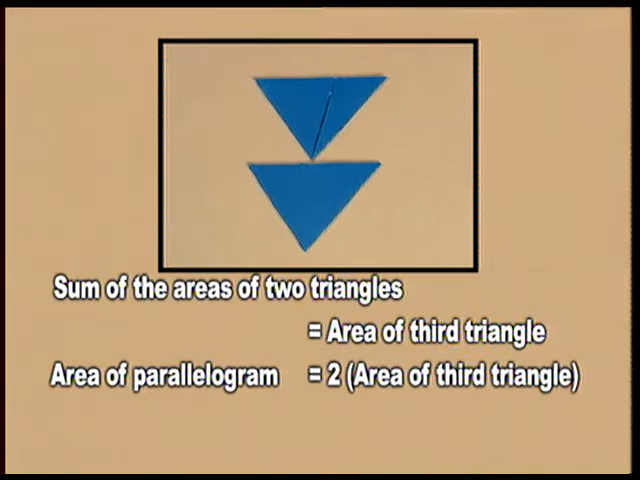 Sum of the areas of two triangles
= Area of third triangle
Area of parallelogram = 2 (Area of third triangle)